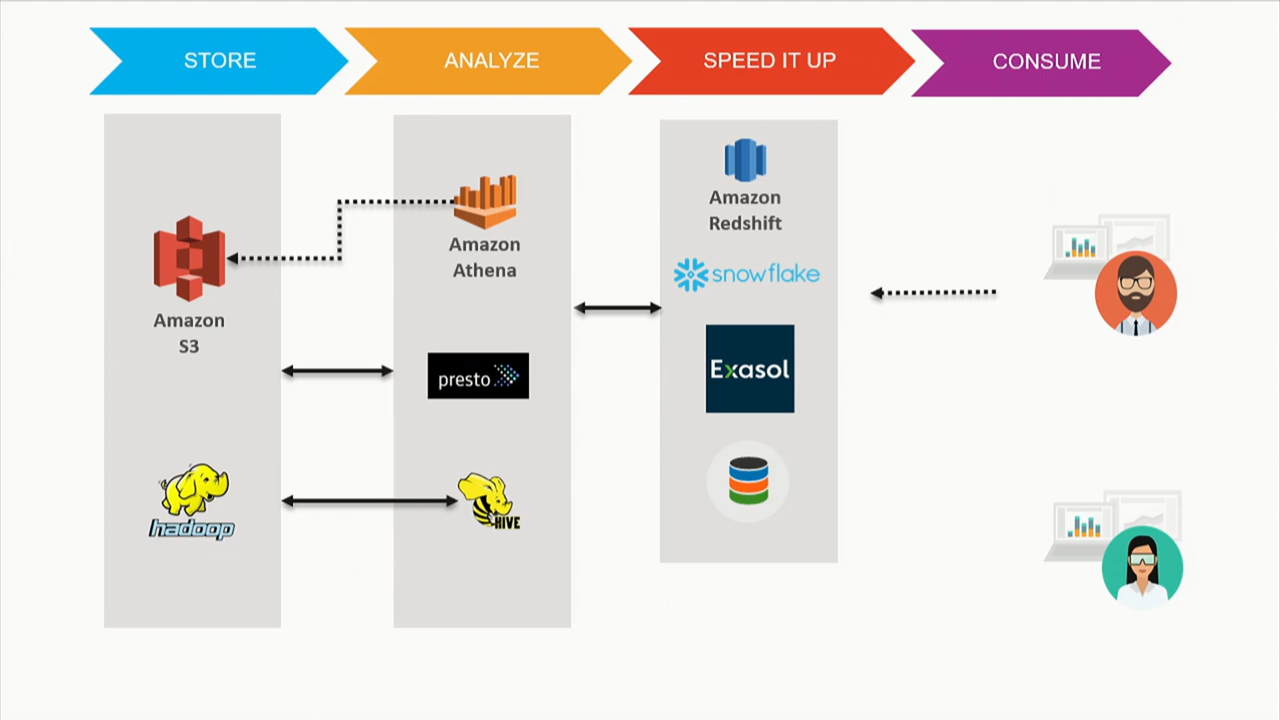 STORE
ANALYZE
SPEED IT UP
CONSUME
Amazon
S3
hadoop
Amazon
Athena
presto
HIVE
Amazon
Redshift
snowflake
Exasol